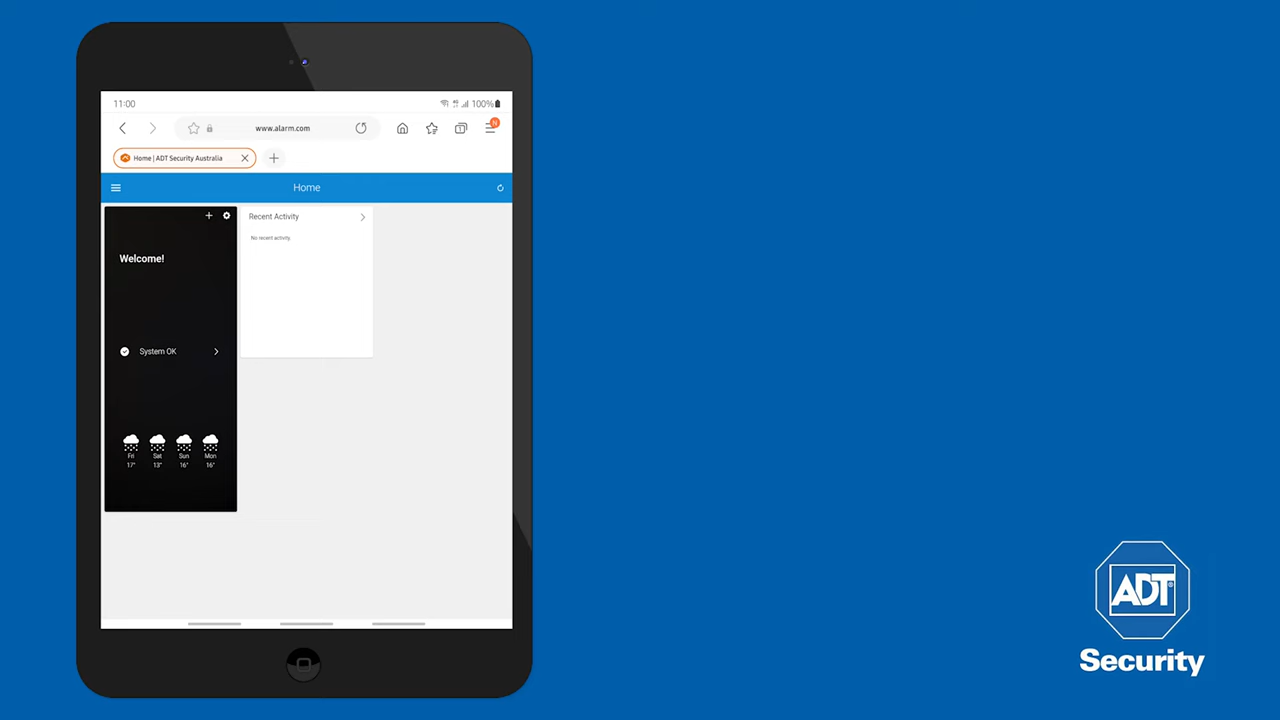 11:00
100%
www.alarm.com
1
N
Home | ADT Security Australia
Home
Recent Activity
No recent activity.
Welcome!
System OK
Fri Sat Sun Mon
17° 13° 16° 16°
ADT
Security